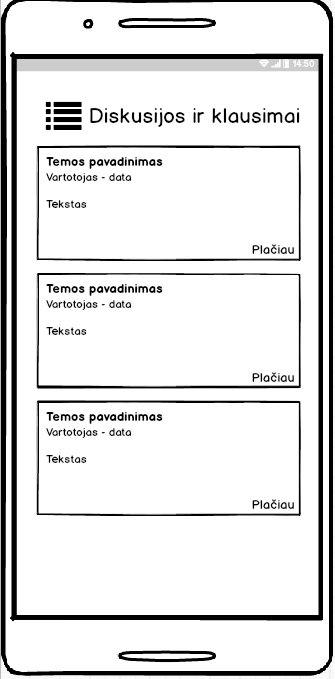 14:50
Diskusijos ir klausimai
Temos pavadinimas
Vartotojas - data
Tekstas
Plačiau
Temos pavadinimas
Vartotojas - data
Tekstas
Plačiau
Temos pavadinimas
Vartotojas - data
Tekstas
Plačiau